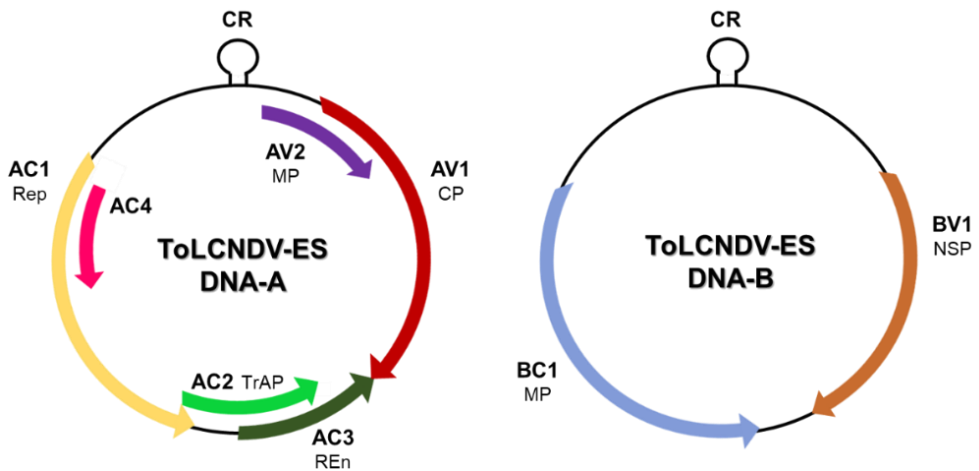 CR
AV2
MP
AV1
CP
AC1
Rep
AC4
ToLCNDV-ES
DNA-A
AC2 TrAP
AC3
REn
CR
BV1
NSP
ToLCNDV-ES
DNA-B
BC1
MP